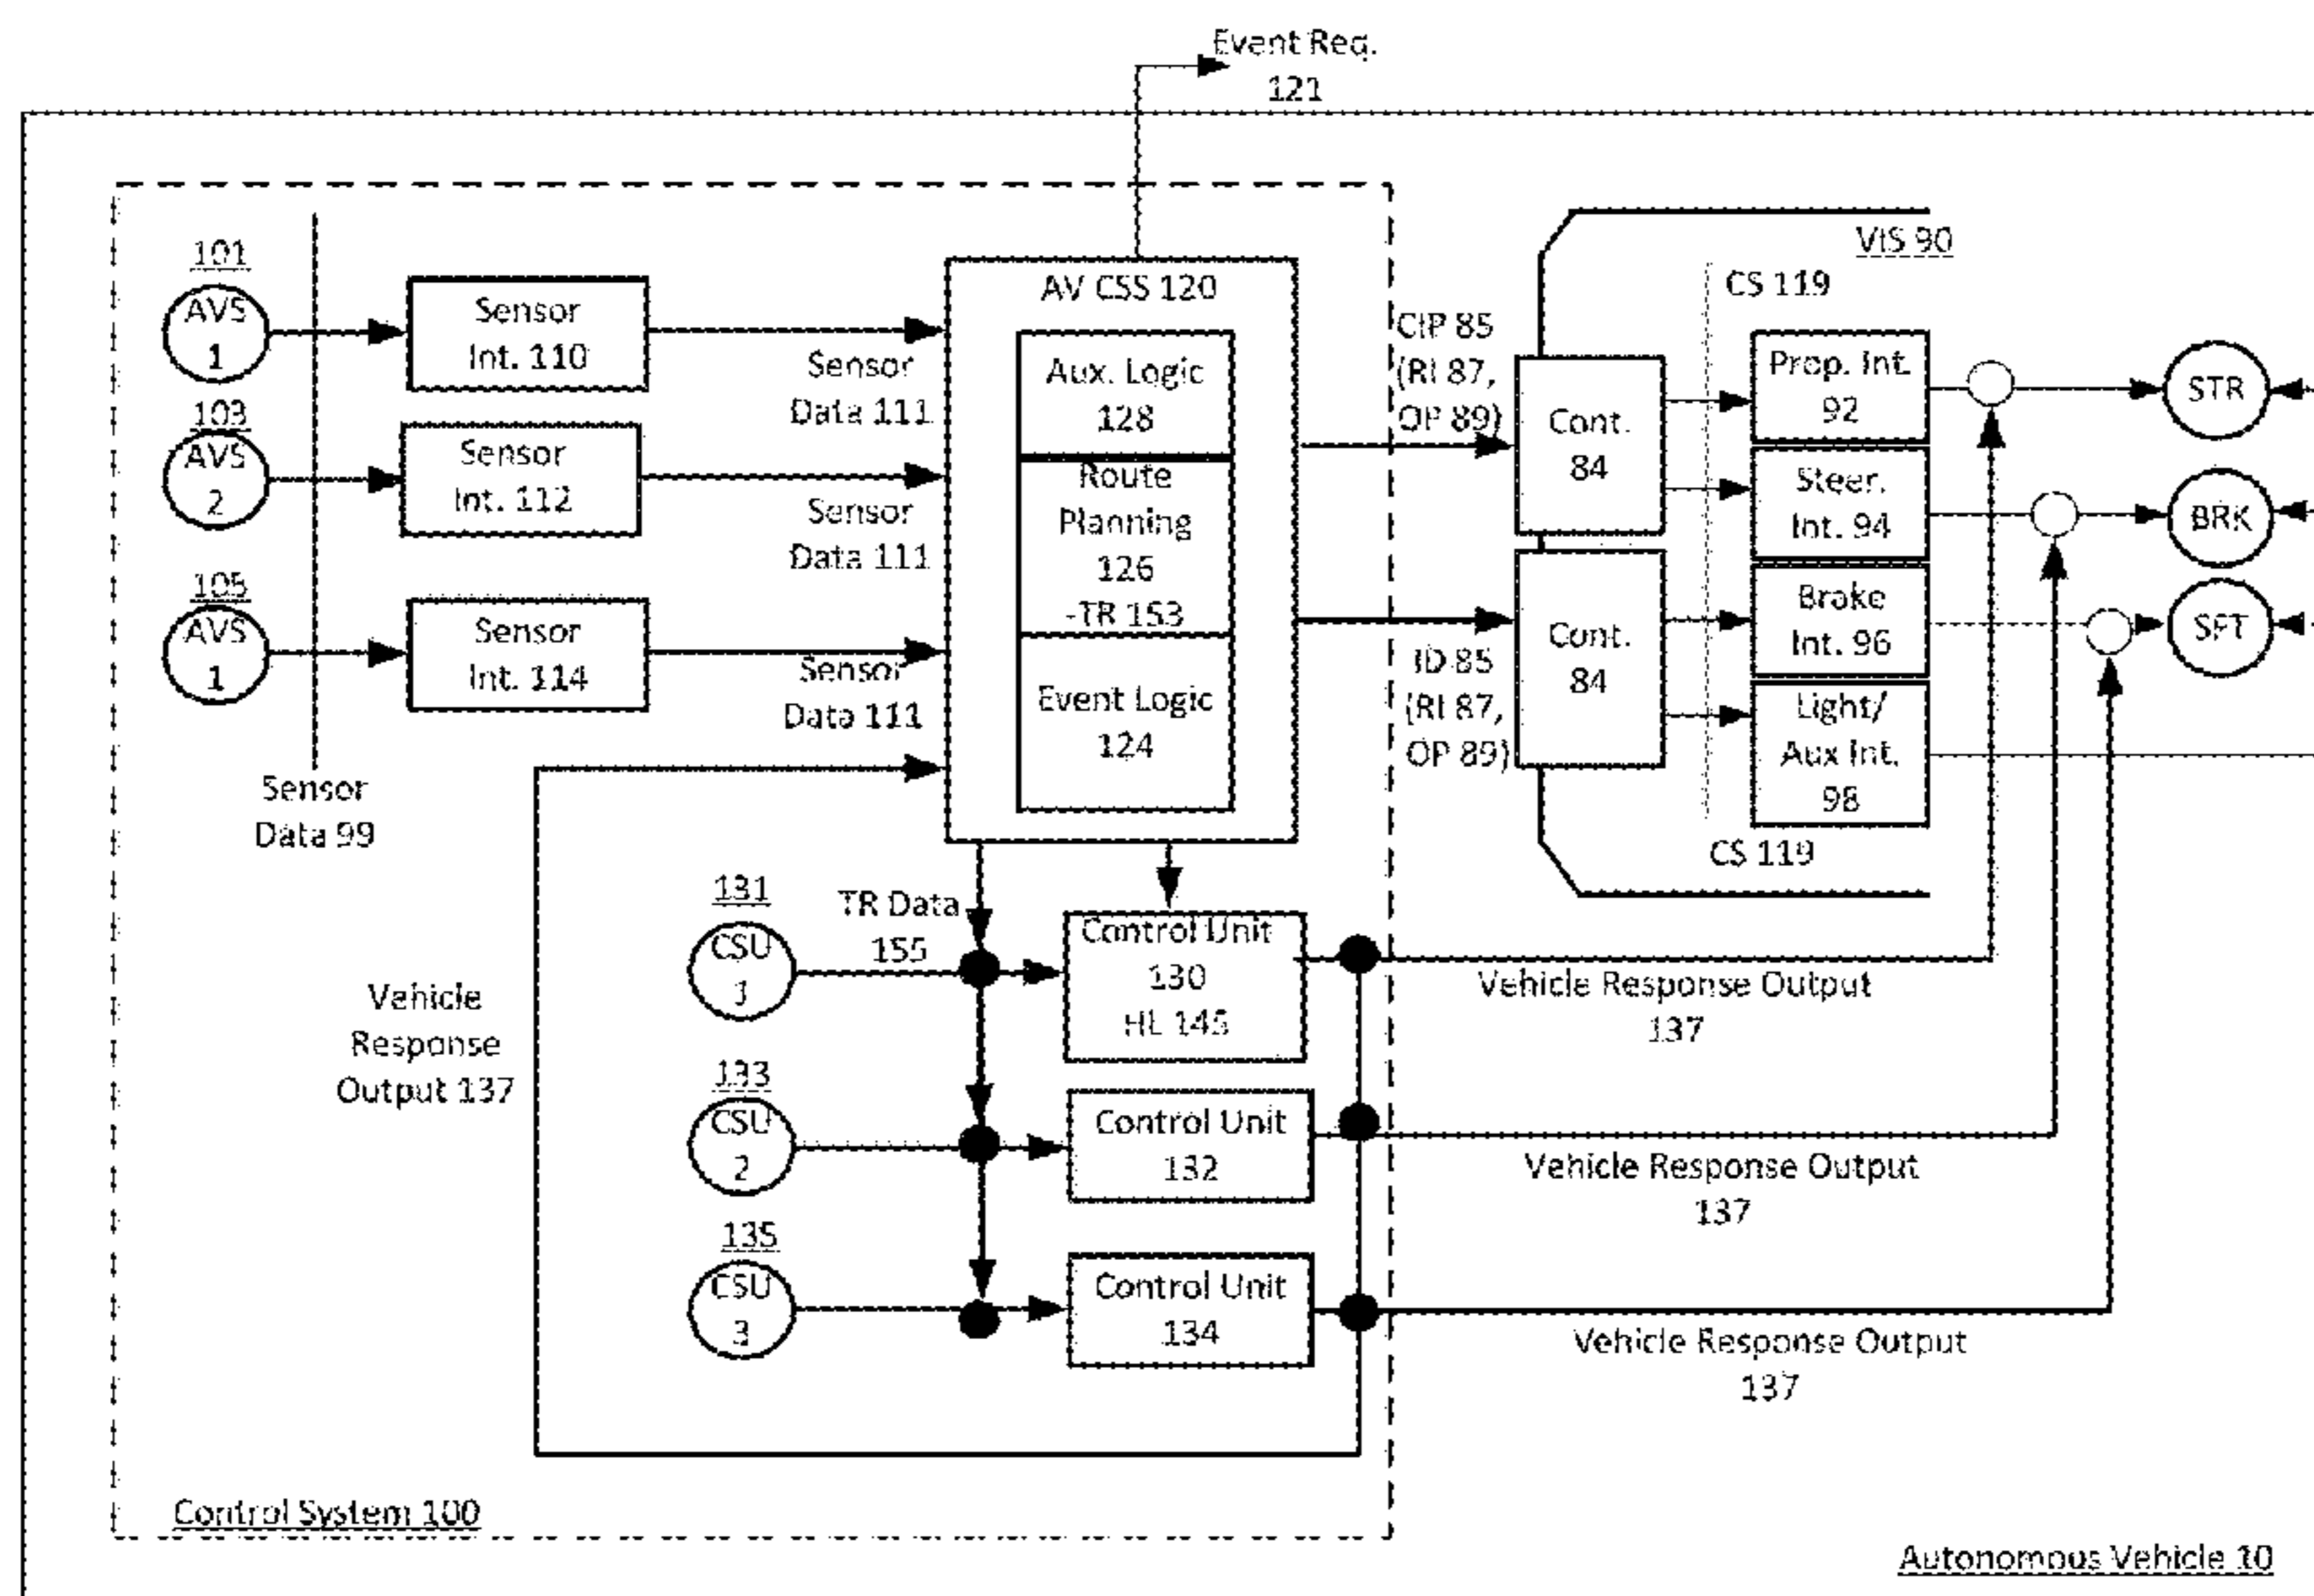 Event Req.
121
101
AVS
1
Sensor
Int. 110
Sensor
Data 111
103
AVS
2
Sensor
Int. 112
Sensor
Data 111
105
AVS
1
Sensor
Int. 114
Sensor
Data 111
Sensor
Data 99
AV CSS 120
Aux. Logic
128
Route
Planning
126
-TR 153
Event Logic
124
CIP 85
(RI 87,
OP 89)
ID 85
(RI 87,
OP 89)
Cont.
84
Cont.
84
VIS 90
CS 119
Prop. Int.
92
Steer.
Int. 94
Brake
Int. 96
Light/
Aux Int.
98
CS 119
STR
BRK
SFT
131
CSU
1
TR Data
155
Control Unit
130
HL 145
Vehicle Response Output
137
Vehicle
Response
Output 137
133
CSU
2
Control Unit
132
Vehicle Response Output
137
135
CSU
3
Control Unit
134
Vehicle Response Output
137
Control System 100
Autonomous Vehicle 10